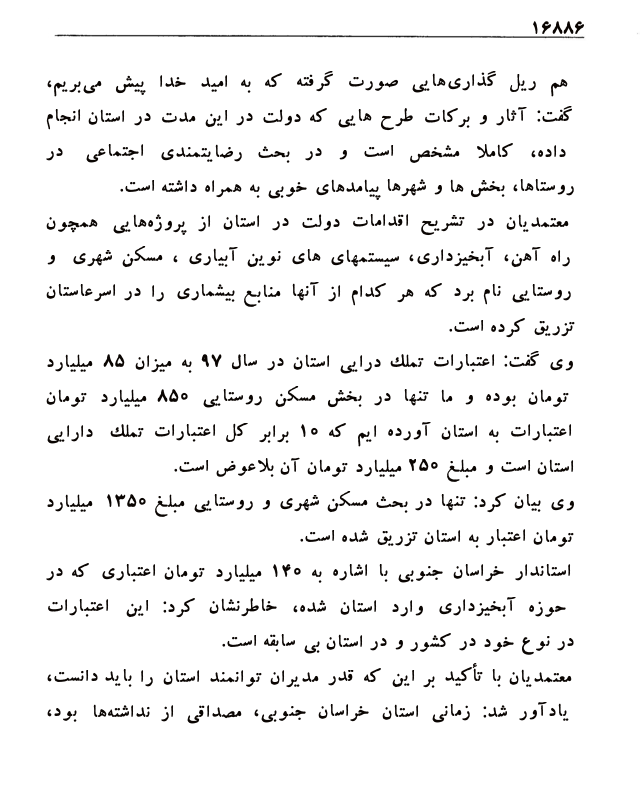 ۱۶۸۸۶
هم ریل گذاری‌هایی صورت گرفته که به امید خدا پیش می‌بریم،
گفت: آثار و برکات طرح هایی که دولت در این مدت در استان انجام
داده، کاملا مشخص است و در بحث رضایتمندی اجتماعی در
روستاها، بخش ها و شهرها پیامدهای خوبی به همراه داشته است.
معتمدیان در تشریح اقدامات دولت در استان از پروژه‌هایی همچون
راه آهن، آبخیزداری، سیستمهای های نوین آبیاری ، مسکن شهری و
روستایی نام برد که هر کدام از آنها منابع بیشماری را در اسرعاستان
تزریق کرده است.
وی گفت: اعتبارات تملك درایی استان در سال ۹۷ به میزان ۸۵ میلیارد
تومان بوده و ما تنها در بخش مسکن روستایی ۸۵۰ میلیارد تومان
اعتبارات به استان آورده ایم که ۱۰ برابر کل اعتبارات تملك دارایی
استان است و مبلغ ۲۵۰ میلیارد تومان آن بلاعوض است.
وی بیان کرد: تنها در بحث مسکن شهری و روستایی مبلغ ۱۳۵۰ میلیارد
تومان اعتبار به استان تزریق شده است.
استاندار خراسان جنوبی با اشاره به ۱۴۰ میلیارد تومان اعتباری که در
حوزه آبخیزداری وارد استان شده، خاطرنشان کرد: این اعتبارات
در نوع خود در کشور و در استان بی سابقه است.
معتمدیان با تأکید بر این که قدر مدیران توانمند استان را باید دانست،
یادآور شد: زمانی استان خراسان جنوبی، مصداقی از نداشته‌ها بود،